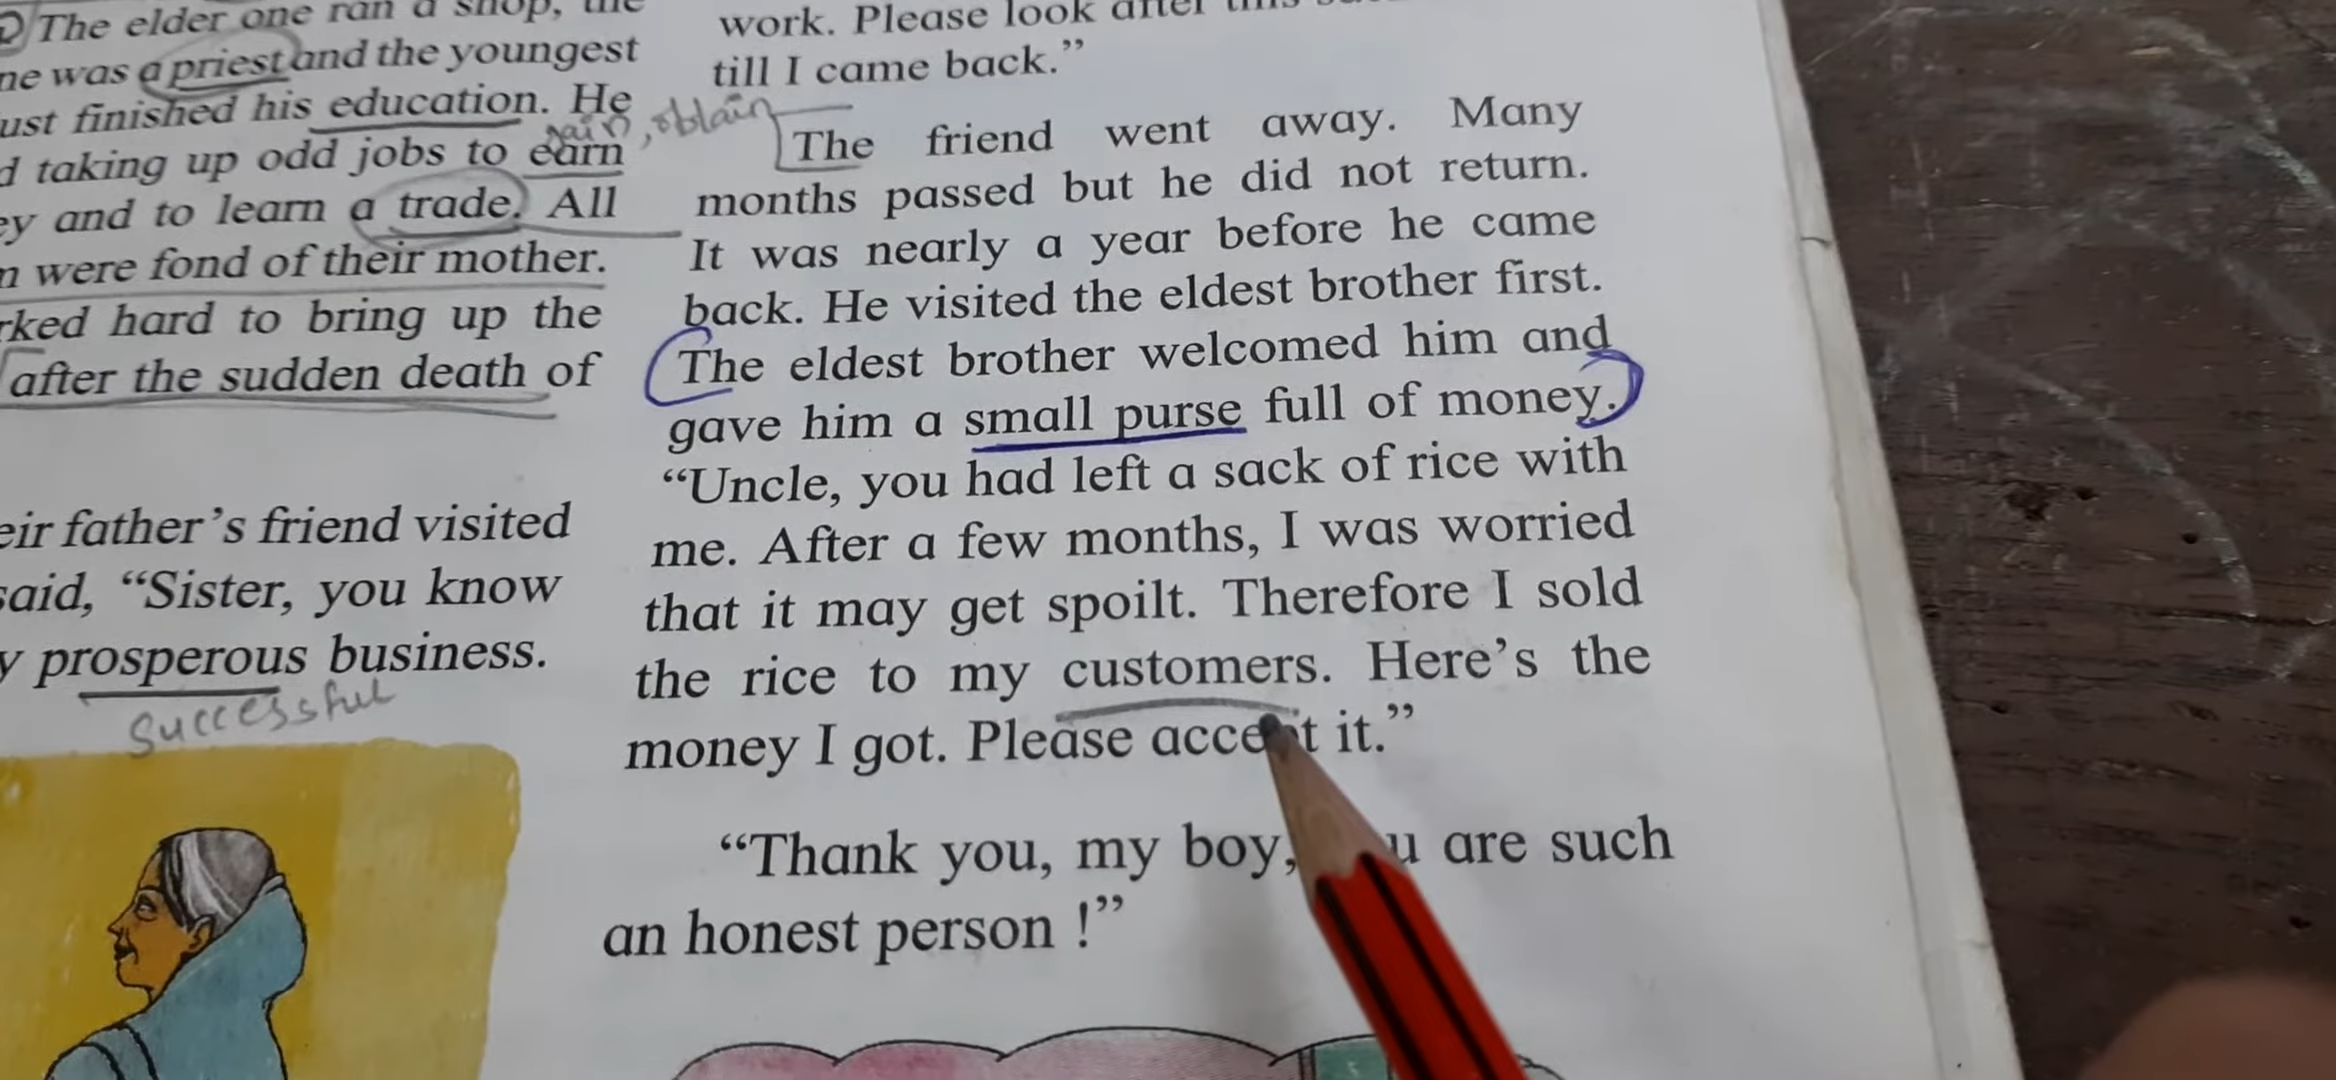 The elder one ran a shop, the
was a priest and the youngest
finished his education. He
gain, obtain
taking up odd jobs to earn
and to learn a trade. All
were fond of their mother.
hard to bring up the
after the sudden death of
father’s friend visited
“Sister, you know
prosperous business.
Successful
work. Please look after this
till I came back.”
The friend went away. Many
months passed but he did not return.
It was nearly a year before he came
back. He visited the eldest brother first.
The eldest brother welcomed him and
gave him a small purse full of money.
“Uncle, you had left a sack of rice with
me. After a few months, I was worried
that it may get spoilt. Therefore I sold
the rice to my customers. Here’s the
money I got. Please accept it.”
“Thank you, my boy, are such
an honest person !”